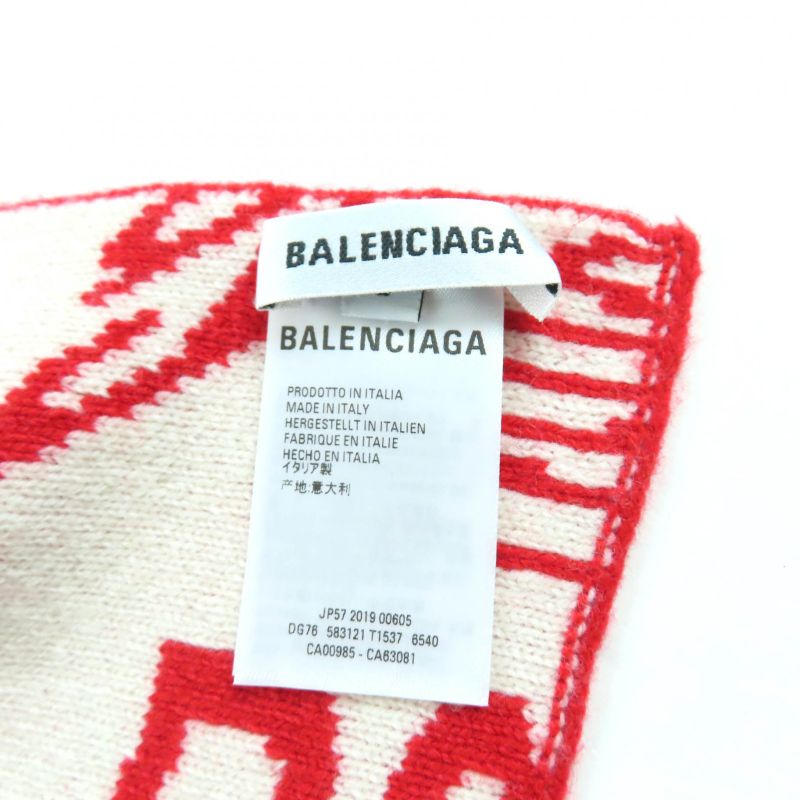 BALENCIAGA
BALENCIAGA
PRODOTTO IN ITALIA
MADE IN ITALY
HERGESTELLT IN ITALIEN
FABRIQUE EN ITALIE
HECHO EN ITALIA
イタリア製
产地:意大利
JP57 2019 00605
DG76 583121 T1537 6540
CA00985 - CA63081